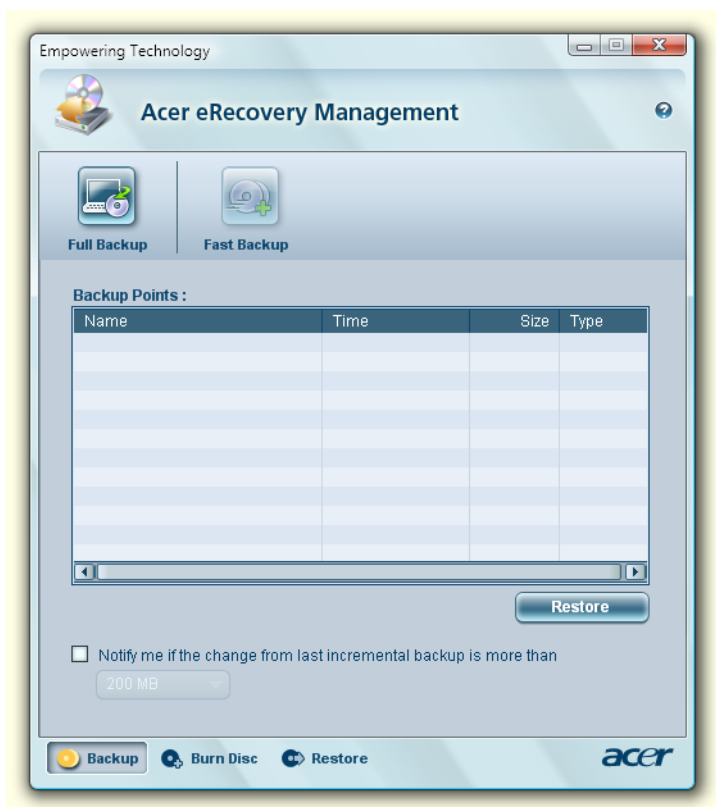 Empowering Technology
Acer eRecovery Management
Full Backup
Fast Backup
Backup Points :
Name Time Size Type
Restore
Notify me if the change from last incremental backup is more than
200 MB
Backup Burn Disc Restore acer